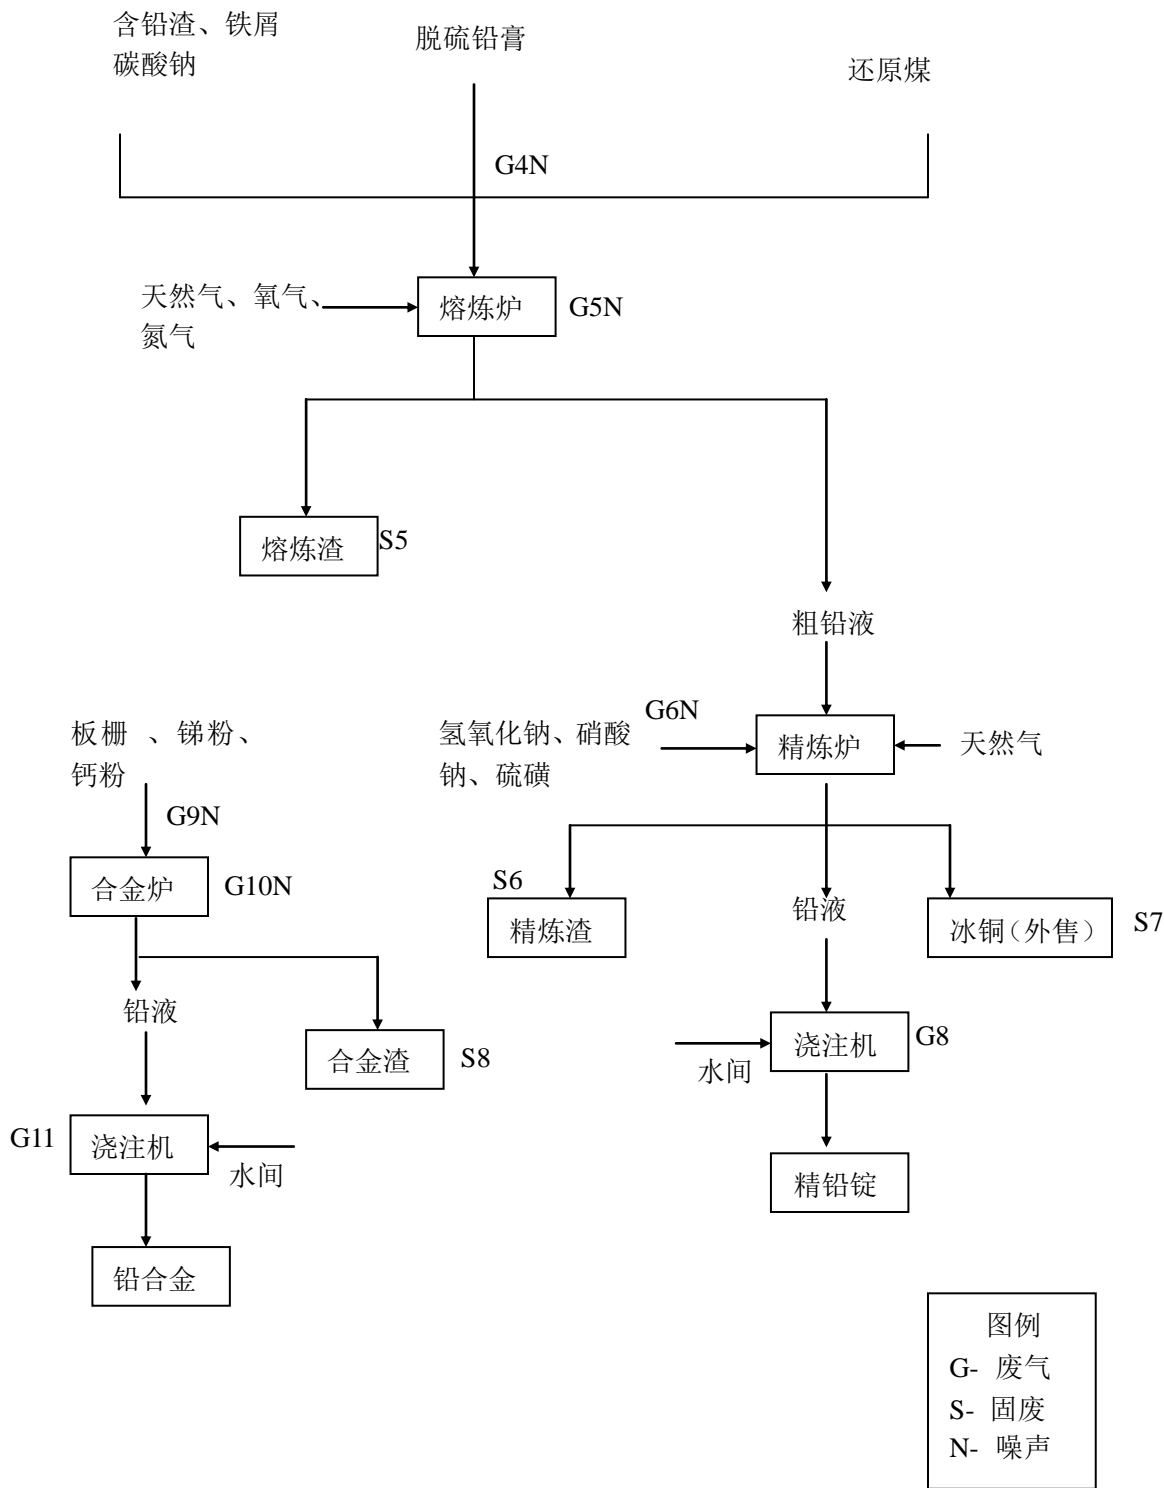 含铅渣、铁屑
碳酸钠
脱硫铅膏
还原煤
G4N
天然气、氧气、
氮气
熔炼炉
G5N
熔炼渣
S5
粗铅液
板栅 、锑粉、
钙粉
G9N
合金炉
G10N
铅液
合金渣
S8
G11
浇注机
水间
铅合金
氢氧化钠、硝酸
钠、硫磺
G6N
精炼炉
天然气
S6
精炼渣
铅液
冰铜（外售）
S7
浇注机
G8
水间
精铅锭
图例
G- 废气
S- 固废
N- 噪声